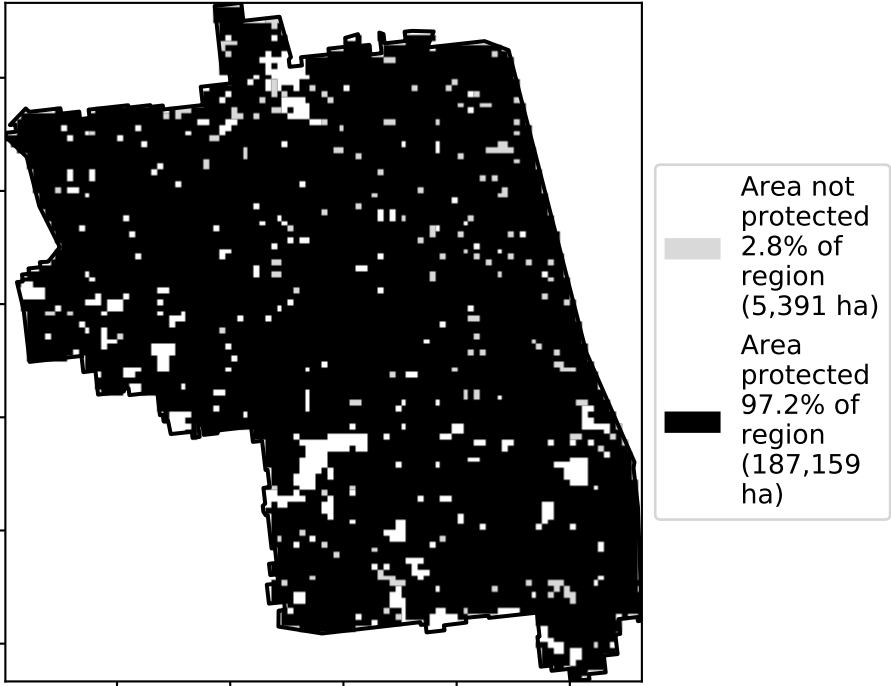 Area not
protected
2.8% of
region
(5,391 ha)
Area
protected
97.2% of
region
(187,159
ha)